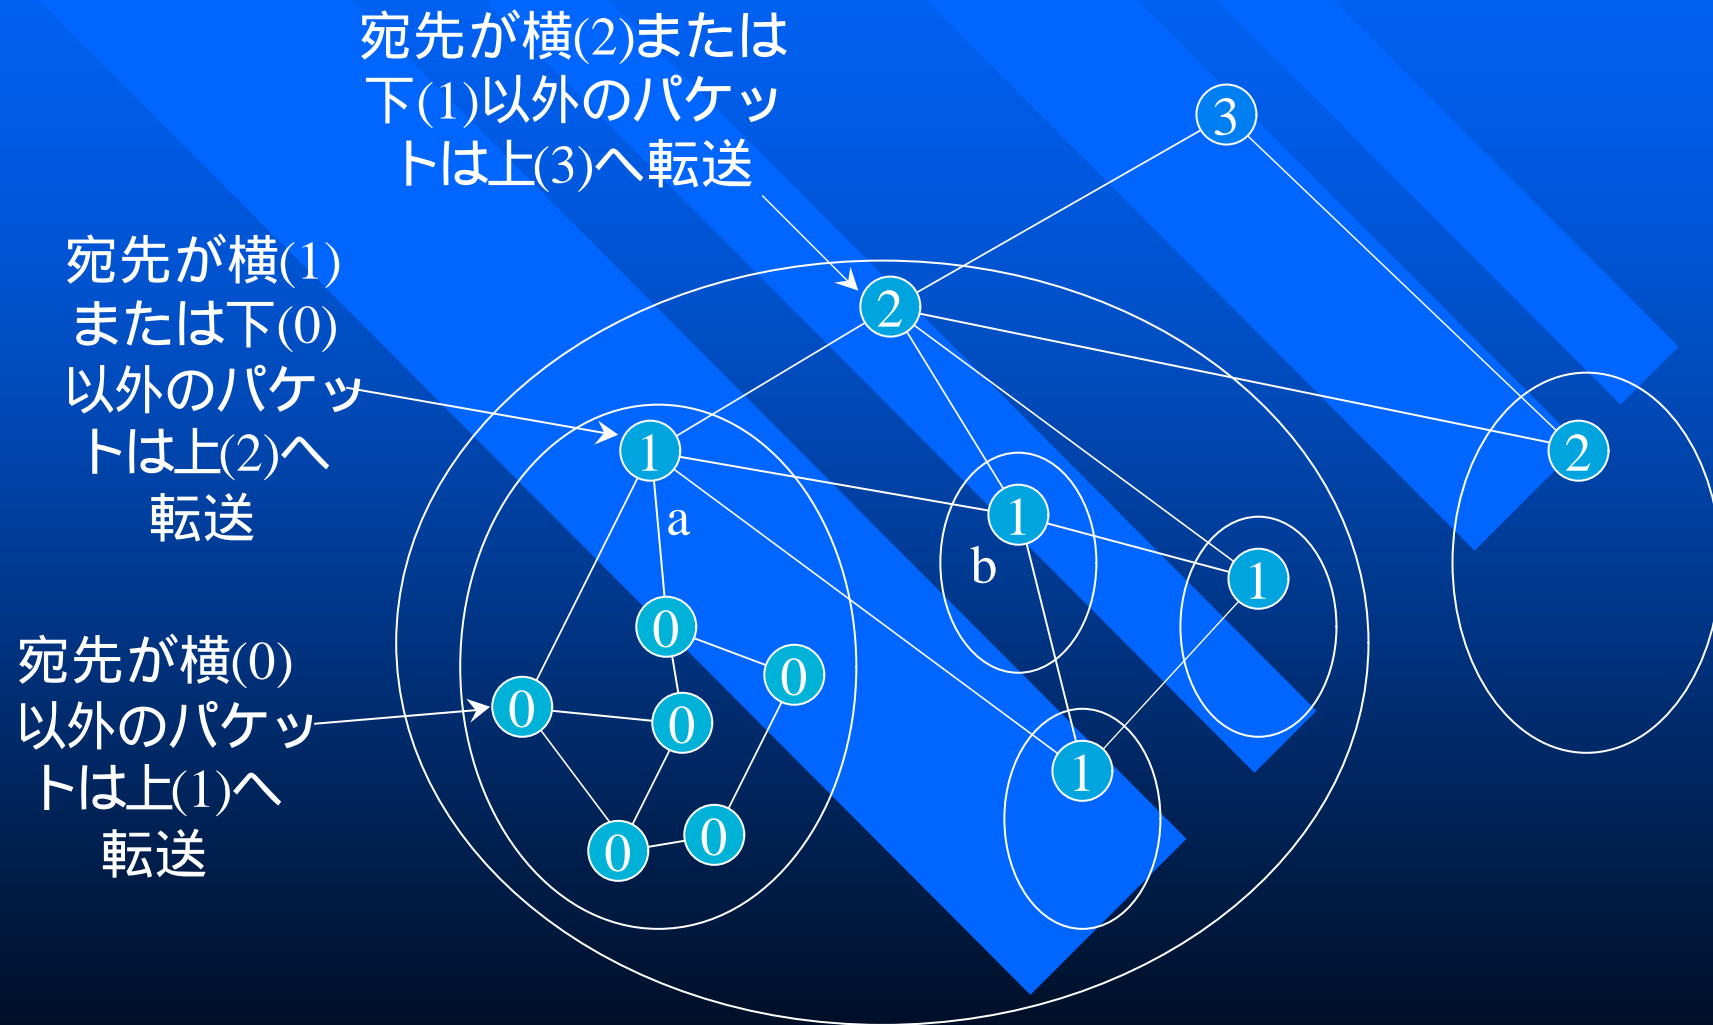 宛先が横(2)または
下(1)以外のパケッ
トは上(3)へ転送
3
宛先が横(1)
または下(0)
以外のパケッ
トは上(2)へ
転送
2
1
a
2
1
b
1
0
0
宛先が横(0)
以外のパケッ
トは上(1)へ
転送
0
0
1
0
0